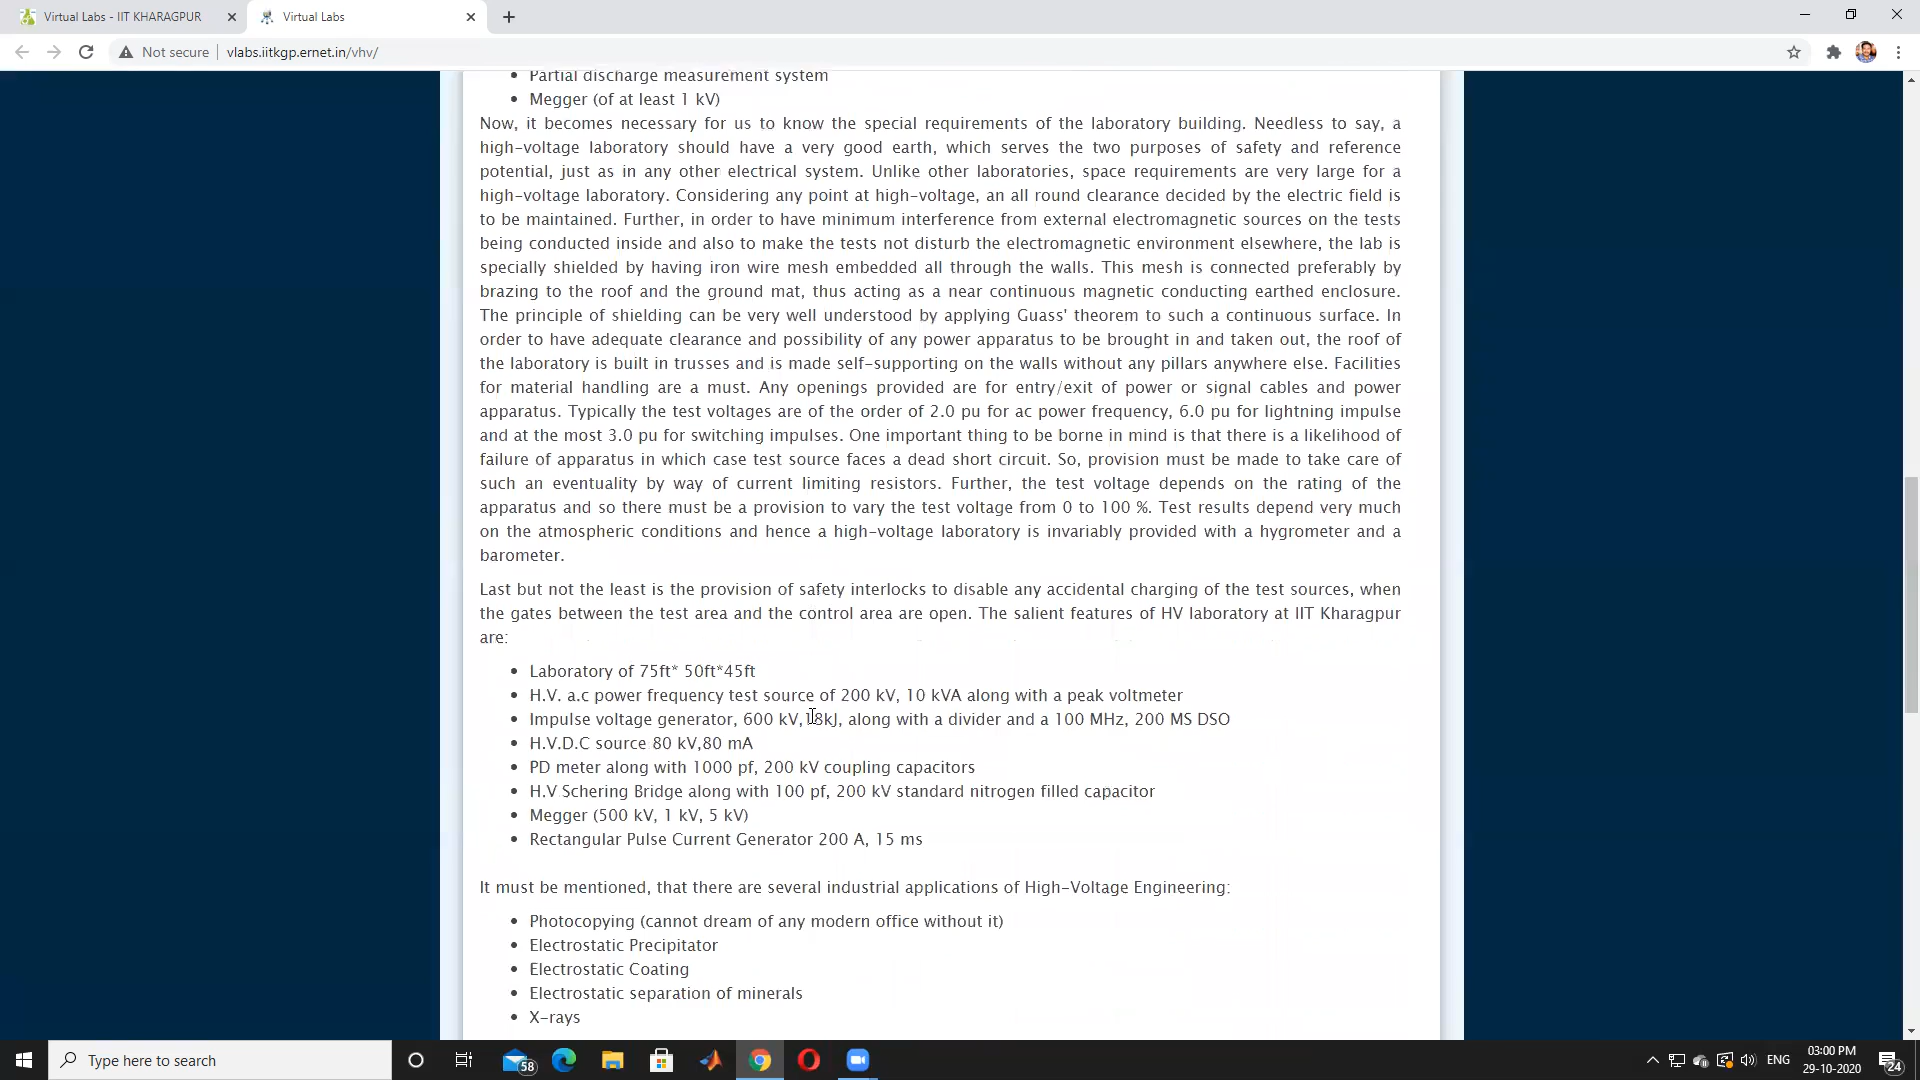 Virtual Labs - IIT KHARAGPUR
Virtual Labs
Not secure
vlabs.iitkgp.ernet.in/vhv/
• Partial discharge measurement system
• Megger (of at least 1 kV)
Now, it becomes necessary for us to know the special requirements of the laboratory building. Needless to say, a
high-voltage laboratory should have a very good earth, which serves the two purposes of safety and reference
potential, just as in any other electrical system. Unlike other laboratories, space requirements are very large for a
high-voltage laboratory. Considering any point at high-voltage, an all round clearance decided by the electric field is
to be maintained. Further, in order to have minimum interference from external electromagnetic sources on the tests
being conducted inside and also to make the tests not disturb the electromagnetic environment elsewhere, the lab is
specially shielded by having iron wire mesh embedded all through the walls. This mesh is connected preferably by
brazing to the roof and the ground mat, thus acting as a near continuous magnetic conducting earthed enclosure.
The principle of shielding can be very well understood by applying Guass' theorem to such a continuous surface. In
order to have adequate clearance and possibility of any power apparatus to be brought in and taken out, the roof of
the laboratory is built in trusses and is made self-supporting on the walls without any pillars anywhere else. Facilities
for material handling are a must. Any openings provided are for entry/exit of power or signal cables and power
apparatus. Typically the test voltages are of the order of 2.0 pu for ac power frequency, 6.0 pu for lightning impulse
and at the most 3.0 pu for switching impulses. One important thing to be borne in mind is that there is a likelihood of
failure of apparatus in which case test source faces a dead short circuit. So, provision must be made to take care of
such an eventuality by way of current limiting resistors. Further, the test voltage depends on the rating of the
apparatus and so there must be a provision to vary the test voltage from 0 to 100 %. Test results depend very much
on the atmospheric conditions and hence a high-voltage laboratory is invariably provided with a hygrometer and a
barometer.
Last but not the least is the provision of safety interlocks to disable any accidental charging of the test sources, when
the gates between the test area and the control area are open. The salient features of HV laboratory at IIT Kharagpur
are:
• Laboratory of 75ft* 50ft*45ft
• H.V. a.c power frequency test source of 200 kV, 10 kVA along with a peak voltmeter
• Impulse voltage generator, 600 kV, along with a divider and a 100 MHz, 200 MS DSO
• H.V.D.C source 80 kV,80 mA
• PD meter along with 1000 pf, 200 kV coupling capacitors
• H.V Schering Bridge along with 100 pf, 200 kV standard nitrogen filled capacitor
• Megger (500 kV, 1 kV, 5 kV)
• Rectangular Pulse Current Generator 200 A, 15 ms
It must be mentioned, that there are several industrial applications of High-Voltage Engineering:
• Photocopying (cannot dream of any modern office without it)
• Electrostatic Precipitator
• Electrostatic Coating
• Electrostatic separation of minerals
• X-rays
Type here to search
58
ENG
03:00 PM
29-10-2020
24